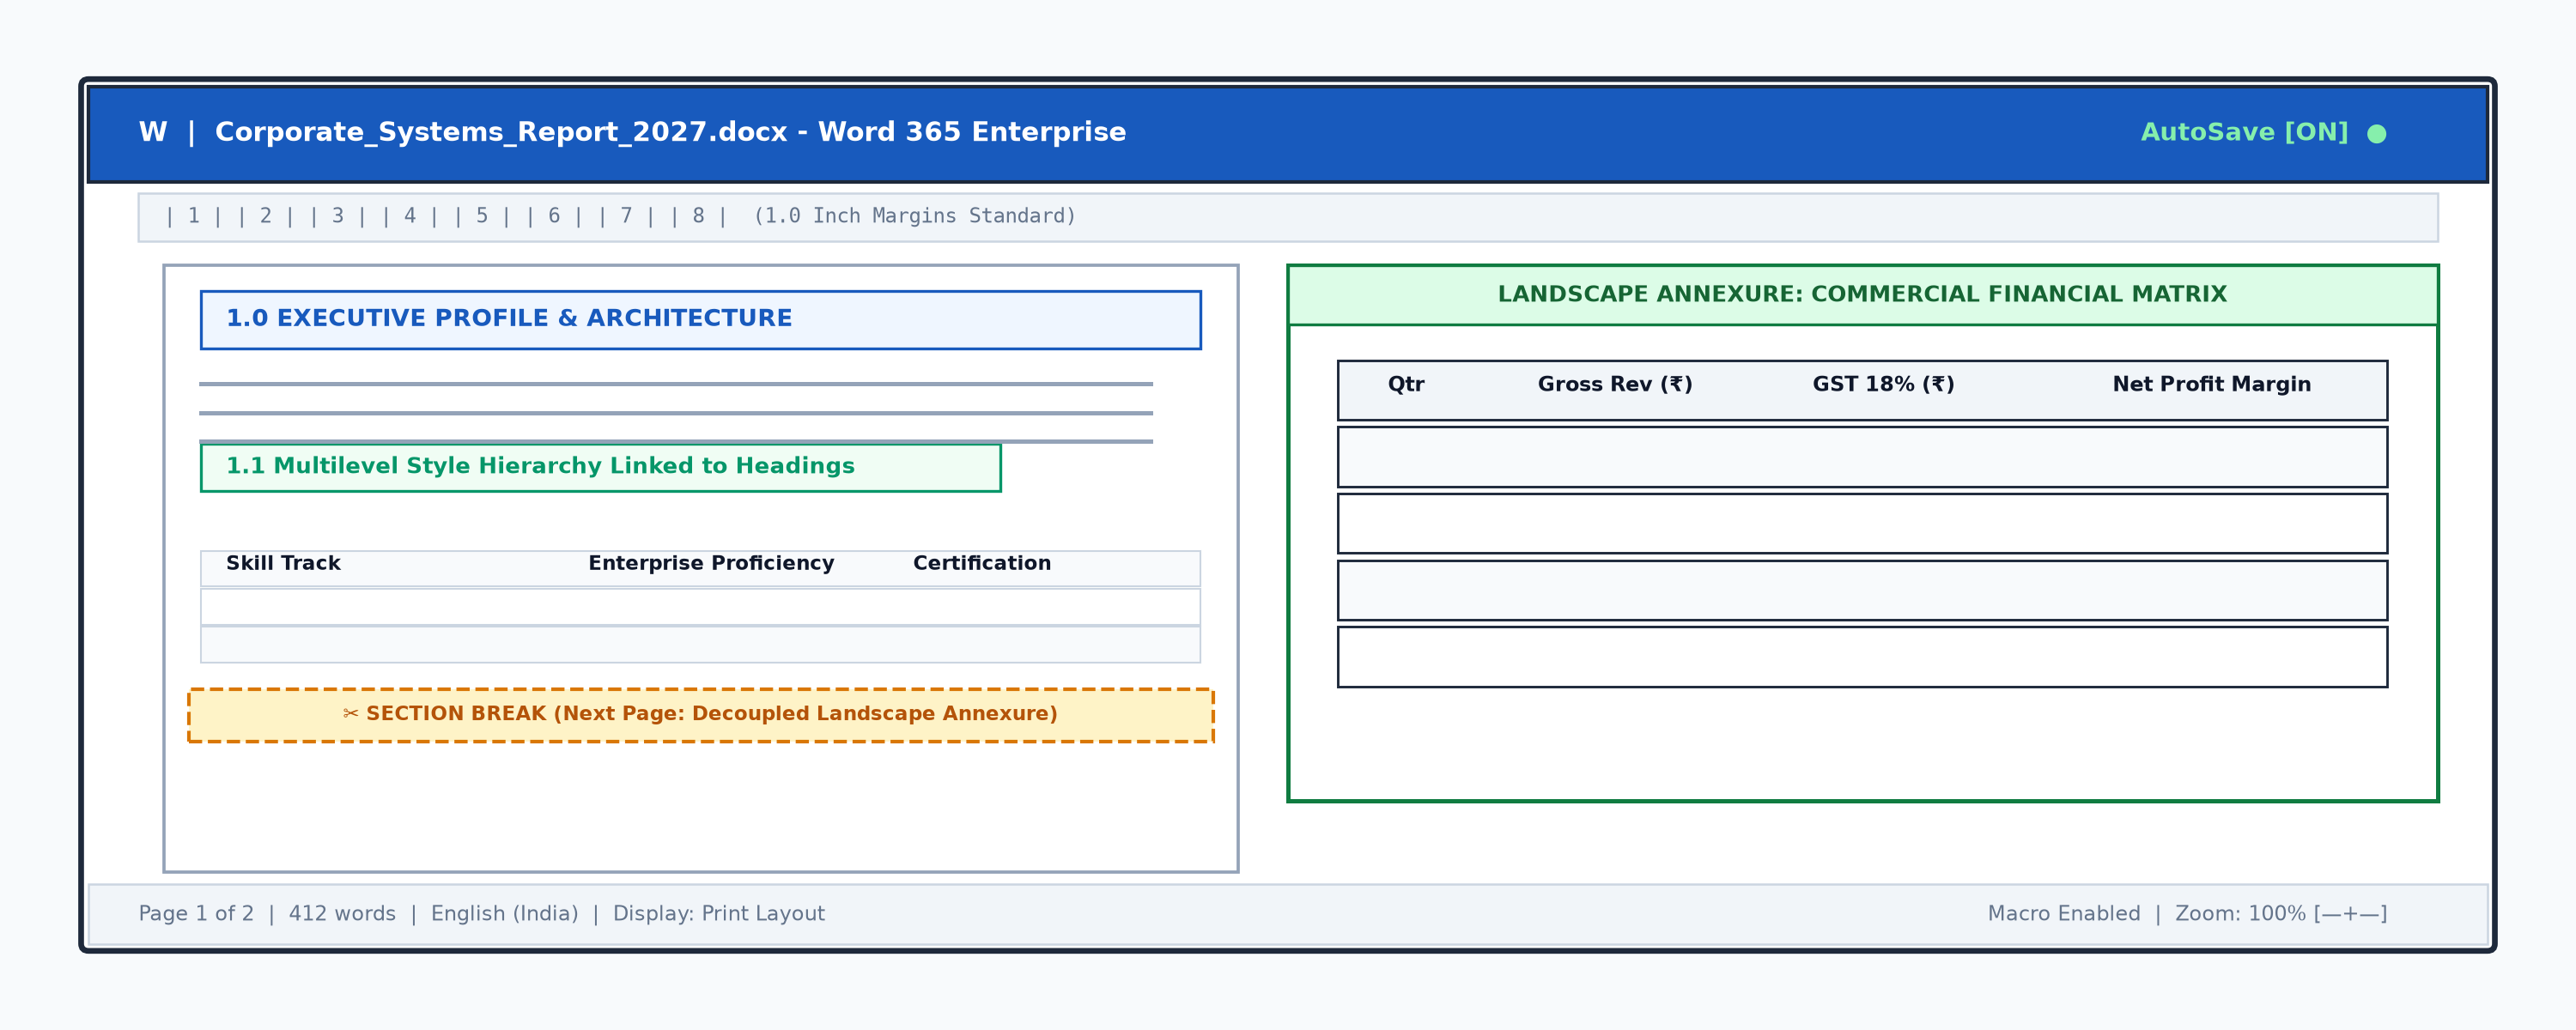 W | Corporate_Systems_Report_2027.docx - Word 365 Enterprise
AutoSave [ON] ●
| 1 | | 2 | | 3 | | 4 | | 5 | | 6 | | 7 | | 8 | (1.0 Inch Margins Standard)
1.0 EXECUTIVE PROFILE & ARCHITECTURE
1.1 Multilevel Style Hierarchy Linked to Headings
Skill Track Enterprise Proficiency Certification
✂ SECTION BREAK (Next Page: Decoupled Landscape Annexure)
LANDSCAPE ANNEXURE: COMMERCIAL FINANCIAL MATRIX
Qtr Gross Rev (₹) GST 18% (₹) Net Profit Margin
Page 1 of 2 | 412 words | English (India) | Display: Print Layout
Macro Enabled | Zoom: 100% [—+—]